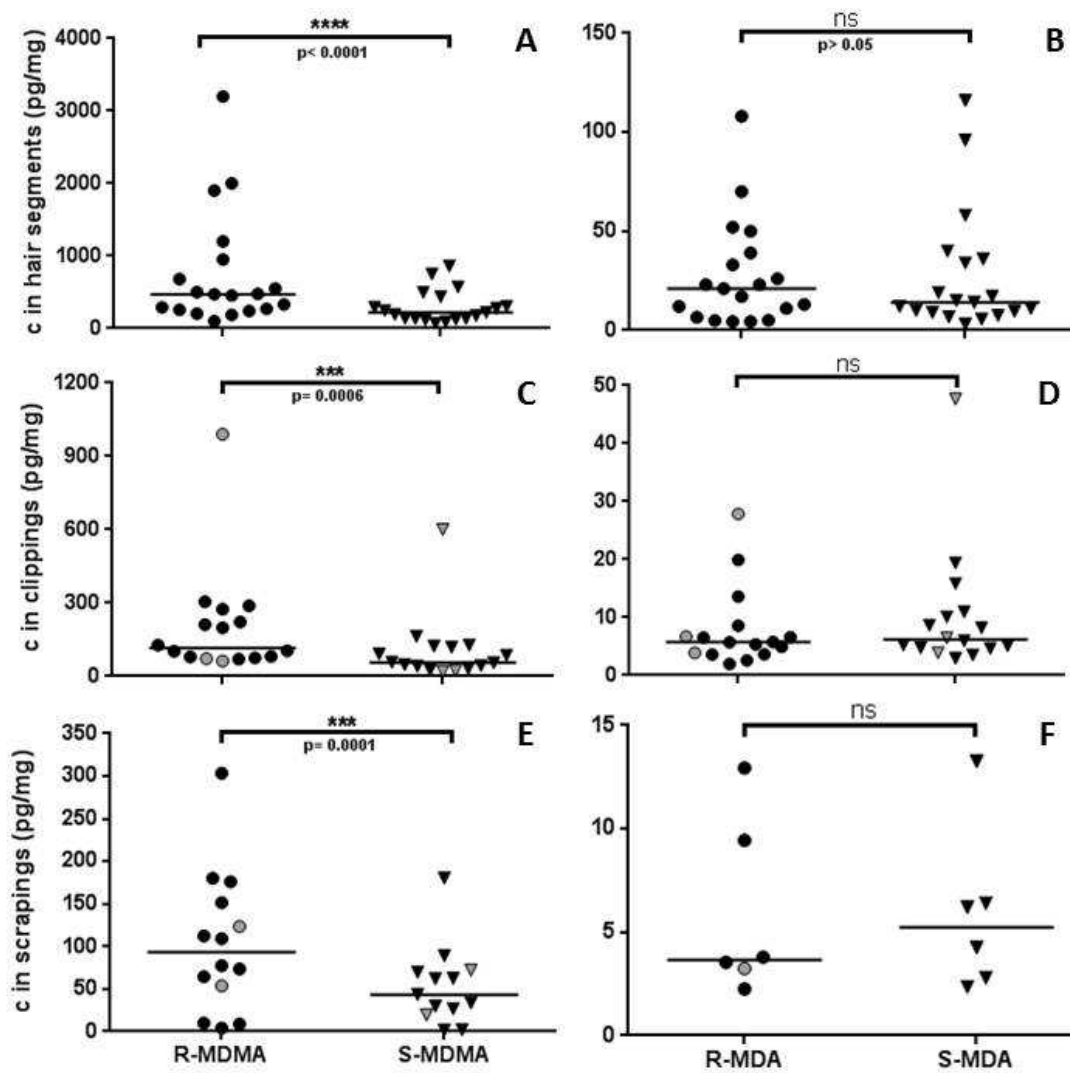 **** A
p< 0.0001
c in hair segments (pg/mg)
4000
3000
2000
1000
0
ns B
p> 0.05
150
100
50
0
*** C
p= 0.0006
c in clippings (pg/mg)
1200
900
600
300
0
ns D
50
40
30
20
10
0
*** E
p= 0.0001
c in scrapings (pg/mg)
350
300
250
200
150
100
50
0
R-MDMA S-MDMA
ns F
15
10
5
0
R-MDA S-MDA